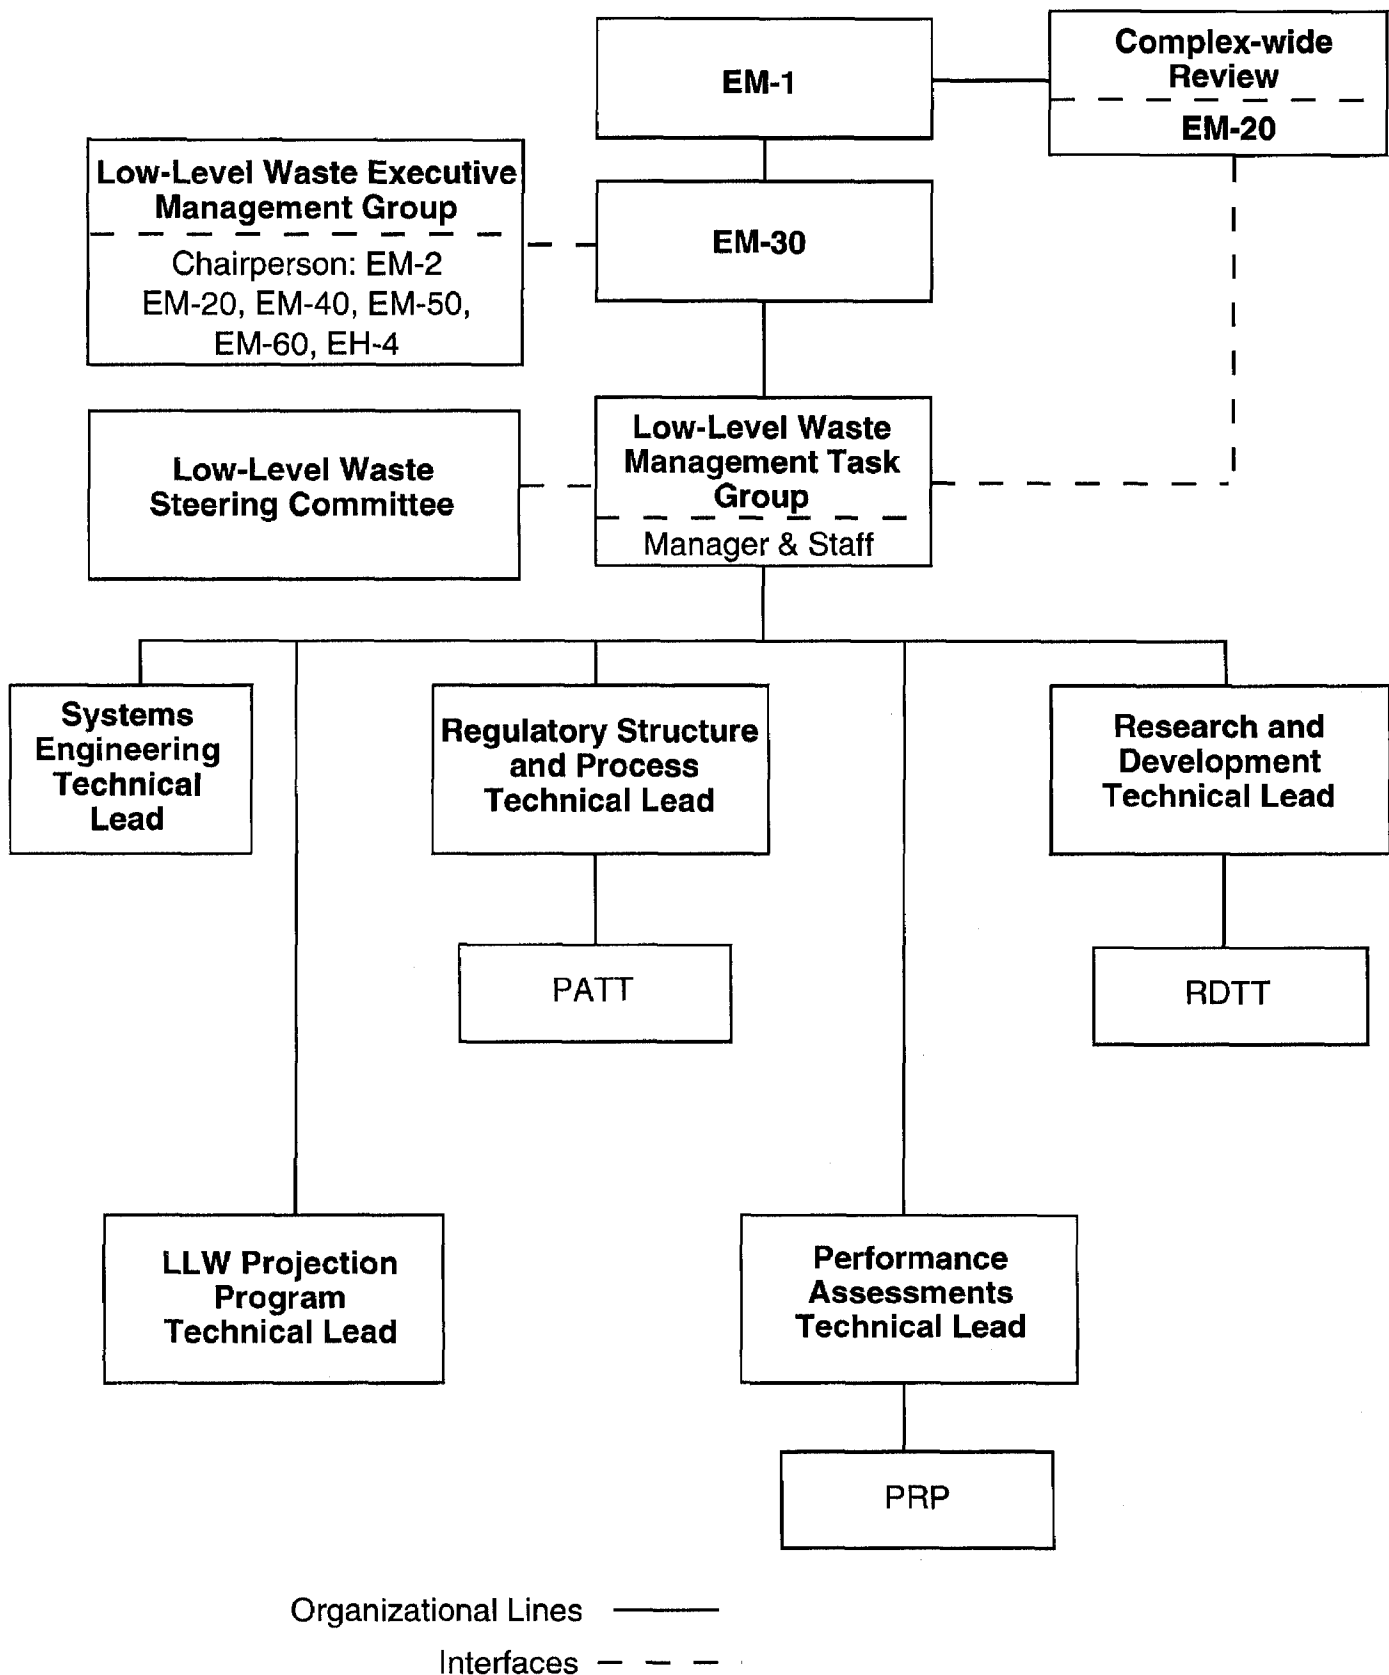 EM-1
Complex-wide
Review
EM-20
Low-Level Waste Executive
Management Group
Chairperson: EM-2
EM-20, EM-40, EM-50,
EM-60, EH-4
EM-30
Low-Level Waste
Steering Committee
Low-Level Waste
Management Task
Group
Manager & Staff
Systems
Engineering
Technical
Lead
Regulatory Structure
and Process
Technical Lead
Research and
Development
Technical Lead
PATT
RDTT
LLW Projection
Program
Technical Lead
Performance
Assessments
Technical Lead
PRP
Organizational Lines
Interfaces